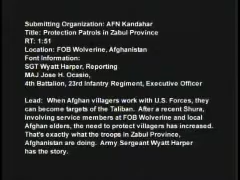 Submitting Organization: AFN Kandahar
Title: Protection Patrols in Zabul Province
RT: 1:51
Location: FOB Wolverine, Afghanistan
Font Information:
SGT Wyatt Harper, Reporting
MAJ Jose H. Ocasio,
4th Battalion, 23rd Infantry Regiment, Executive Officer
Lead: When Afghan villagers work with U.S. Forces, they
can become targets of the Taliban. After a recent Shura,
involving service members at FOB Wolverine and local
Afghan elders, the need to protect villagers has increased.
That's exactly what the troops in Zabul Province,
Afghanistan are doing. Army Sergeant Wyatt Harper
has the story.